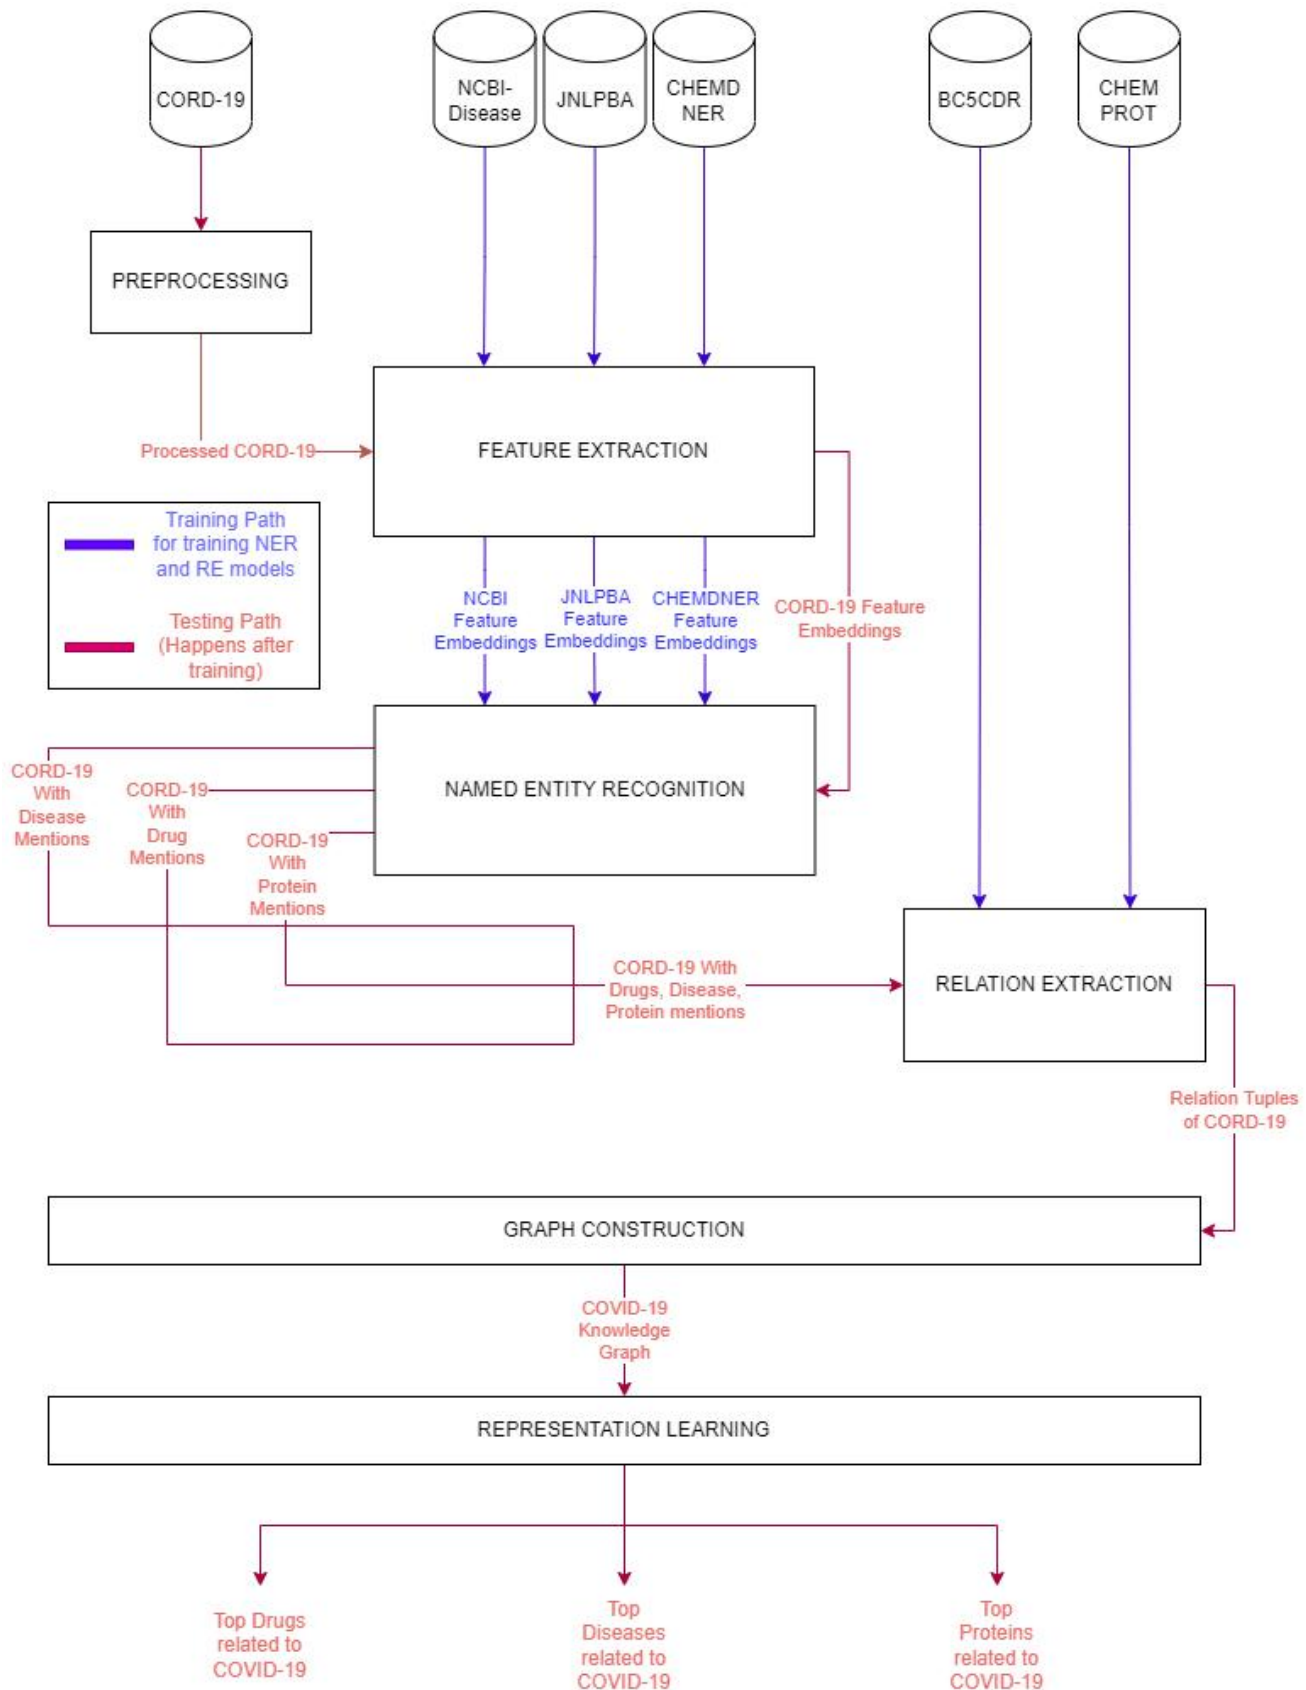 CORD-19
NCBI-
Disease
JNLPBA
CHEMD
NER
BC5CDR
CHEM
PROT
PREPROCESSING
Processed CORD-19
FEATURE EXTRACTION
Training Path
for training NER
and RE models
Testing Path
(Happens after
training)
NCBI
Feature
Embeddings
JNLPBA
Feature
Embeddings
CHEMDNER
Feature
Embeddings
CORD-19 Feature
Embeddings
NAMED ENTITY RECOGNITION
CORD-19
With
Disease
Mentions
CORD-19
With
Drug
Mentions
CORD-19
With
Protein
Mentions
CORD-19 With
Drugs, Disease,
Protein mentions
RELATION EXTRACTION
Relation Tuples
of CORD-19
GRAPH CONSTRUCTION
COVID-19
Knowledge
Graph
REPRESENTATION LEARNING
Top Drugs
related to
COVID-19
Top
Diseases
related to
COVID-19
Top
Proteins
related to
COVID-19